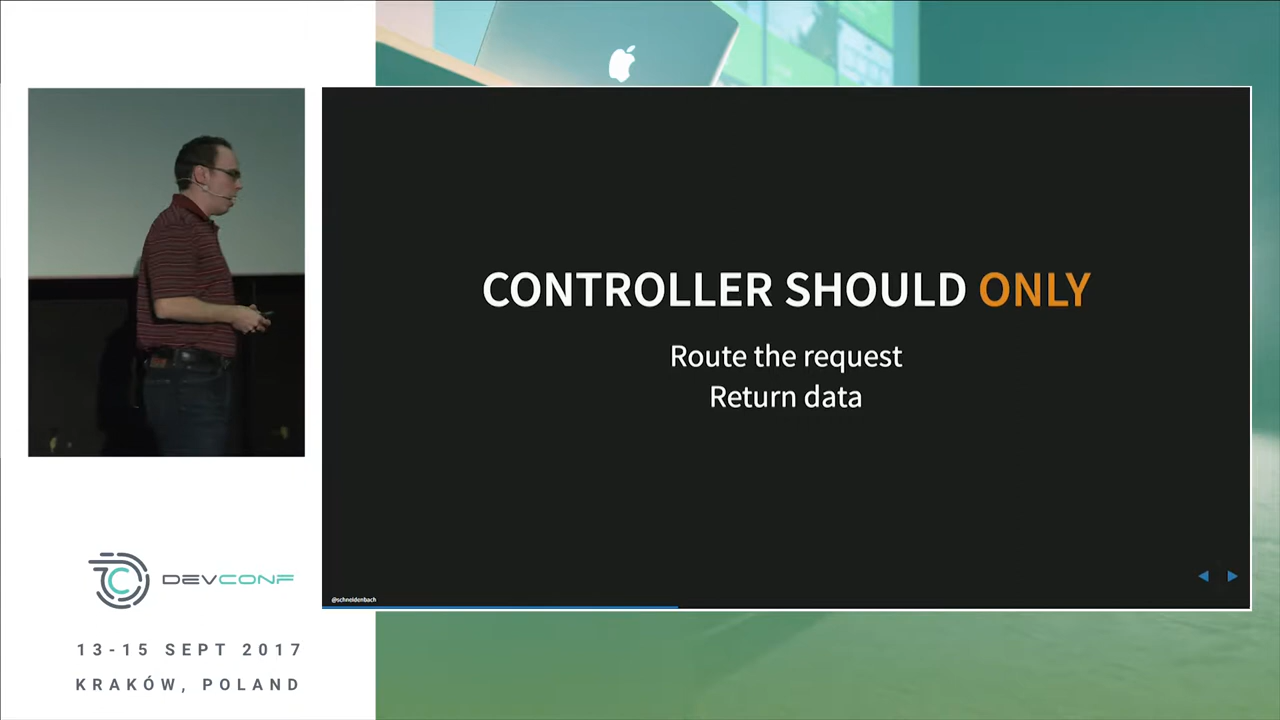 CONTROLLER SHOULD ONLY
Route the request
Return data
@schneidenbach
DEVCONF
13-15 SEPT 2017
KRAKÓW, POLAND